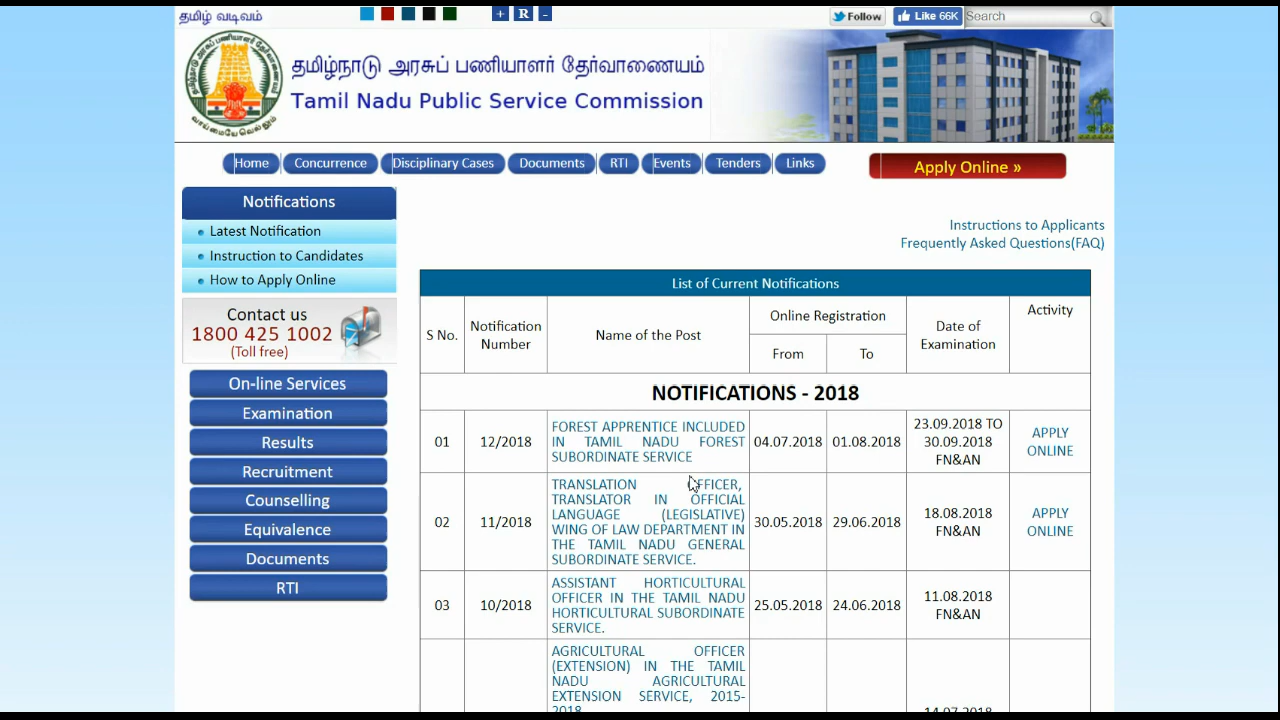 தமிழ் வடிவம்
+ R -
Follow
Like 66K
Search
தமிழ்நாடு அரசுப் பணியாளர் தேர்வாணையம்
Tamil Nadu Public Service Commission
வாய்மையே வெல்லும்
Home Concurrence Disciplinary Cases Documents RTI Events Tenders Links
Apply Online »
Notifications
Latest Notification
Instruction to Candidates
How to Apply Online
Contact us
1800 425 1002
(Toll free)
On-line Services
Examination
Results
Recruitment
Counselling
Equivalence
Documents
RTI
Instructions to Applicants
Frequently Asked Questions(FAQ)
List of Current Notifications
S No.
Notification
Number
Name of the Post
Online Registration
From To
Date of
Examination
Activity
NOTIFICATIONS - 2018
01
12/2018
FOREST APPRENTICE INCLUDED
IN TAMIL NADU FOREST
SUBORDINATE SERVICE
04.07.2018
01.08.2018
23.09.2018 TO
30.09.2018
FN&AN
APPLY
ONLINE
02
11/2018
TRANSLATION OFFICER,
TRANSLATOR IN OFFICIAL
LANGUAGE (LEGISLATIVE)
WING OF LAW DEPARTMENT IN
THE TAMIL NADU GENERAL
SUBORDINATE SERVICE.
30.05.2018
29.06.2018
18.08.2018
FN&AN
APPLY
ONLINE
03
10/2018
ASSISTANT HORTICULTURAL
OFFICER IN THE TAMIL NADU
HORTICULTURAL SUBORDINATE
SERVICE.
25.05.2018
24.06.2018
11.08.2018
FN&AN
AGRICULTURAL OFFICER
(EXTENSION) IN THE TAMIL
NADU AGRICULTURAL
EXTENSION SERVICE, 2015-
2018
14.07.2018